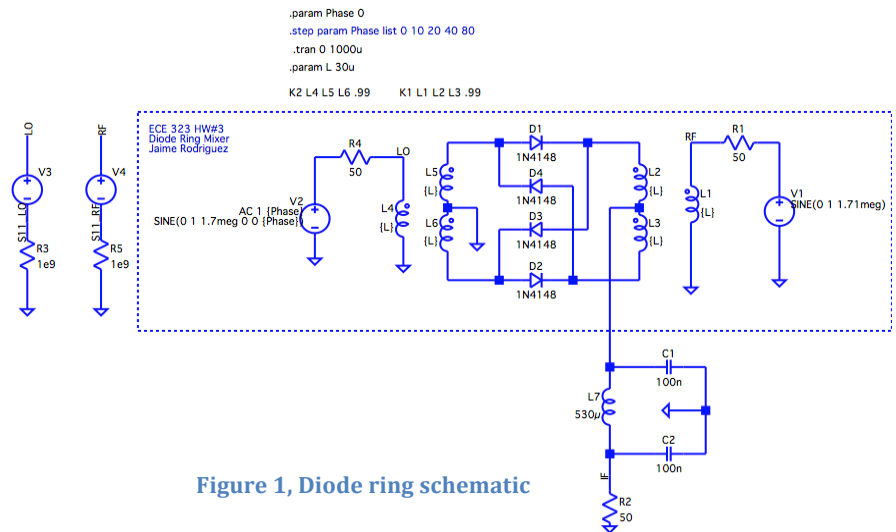 .param Phase 0
.step param Phase list 0 10 20 40 80
.tran 0 1000u
.param L 30u
K2 L4 L5 L6 .99
K1 L1 L2 L3 .99
ECE 323 HW#3
Diode Ring Mixer
Jaime Rodriguez
LO
V3
S11_LO
R3
1e9
RF
V4
S11_RF
R5
1e9
R4
50
LO
V2
AC 1 {Phase}
SINE(0 1 1.7meg 0 0 {Phase})
L4
{L}
L5
{L}
L6
{L}
D1
1N4148
D4
1N4148
D3
1N4148
D2
1N4148
L2
{L}
L3
{L}
RF
R1
50
L1
{L}
V1
SINE(0 1 1.71meg)
C1
100n
L7
530µ
C2
100n
IF
R2
50
Figure 1, Diode ring schematic